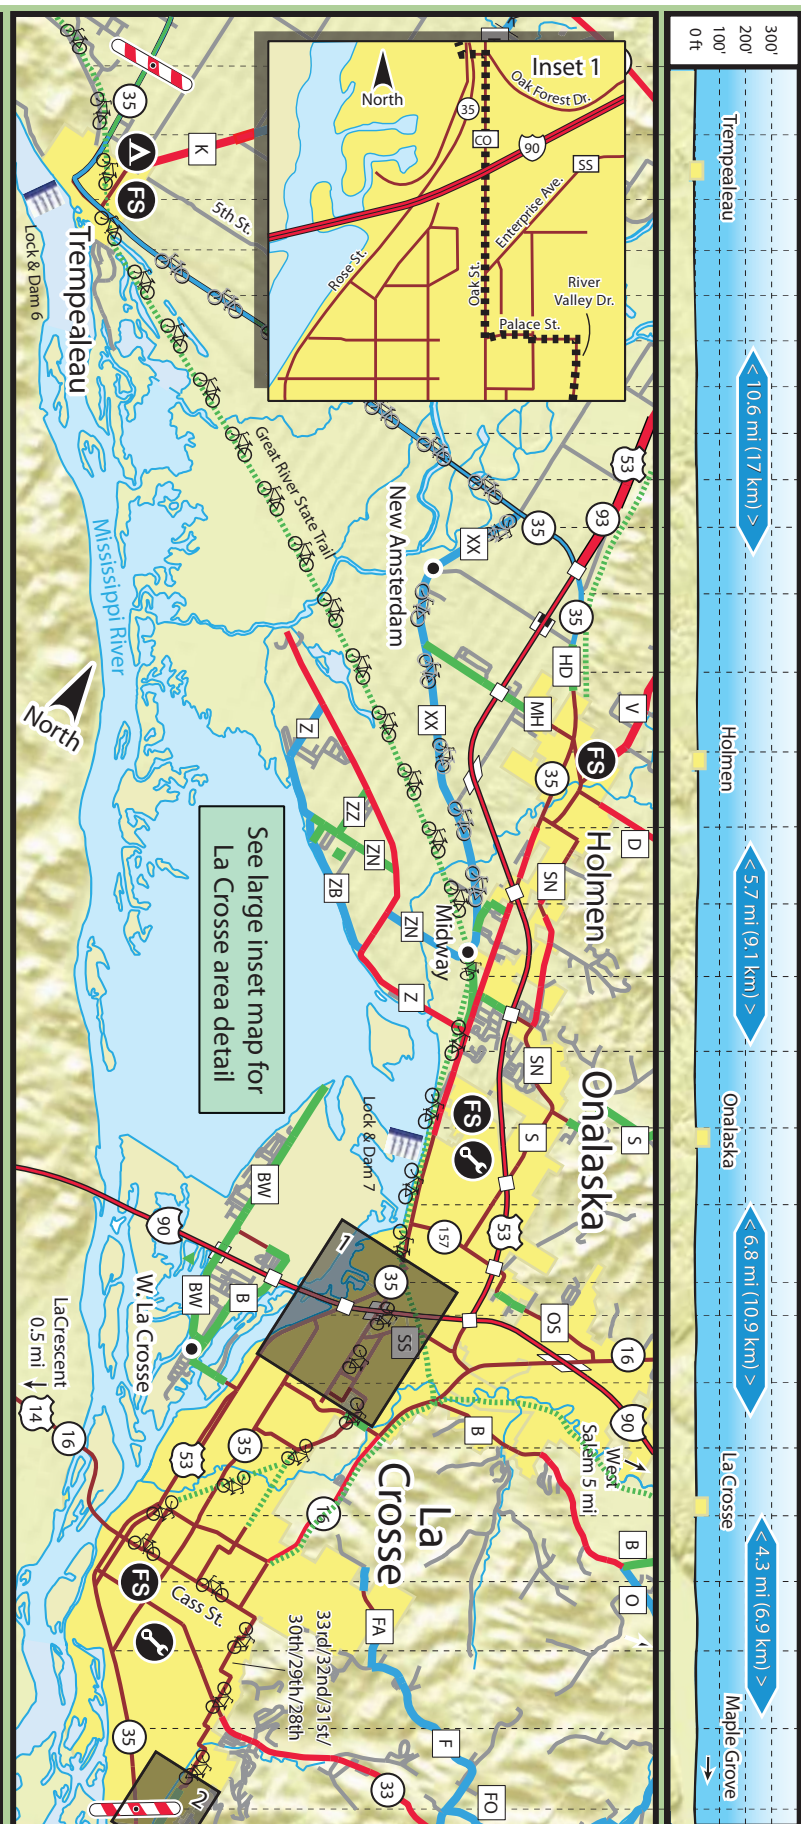 300'
200'
100'
0 ft
Trempealeau
< 10.6 mi (17 km) >
Holmen
< 5.7 mi (9.1 km) >
Onalaska
< 6.8 mi (10.9 km) >
La Crosse
< 4.3 mi (6.9 km) >
Maple Grove
Inset 1
North
Oak Forest Dr.
35
CO
90
SS
Enterprise Ave.
Rose St.
Oak St.
River
Valley Dr.
Palace St.
35
K
FS
5th St.
Trempealeau
Lock & Dam 6
Great River State Trail
Mississippi River
North
New Amsterdam
XX
35
53
93
35
HD
MH
V
FS
35
XX
Holmen
D
SN
Z
ZZ
ZN
ZB
ZN
Midway
Z
See large inset map for
La Crosse area detail
SN
Onalaska
FS
S
S
Lock & Dam 7
BW
157
53
90
1
35
SS
OS
16
90
BW
B
W. La Crosse
LaCrescent
0.5 mi
14
16
53
35
B
West
Salem 5 mi
La
Crosse
16
B
O
FS
Cass St.
FA
33rd/32nd/31st/
30th/29th/28th
F
FO
35
33
2